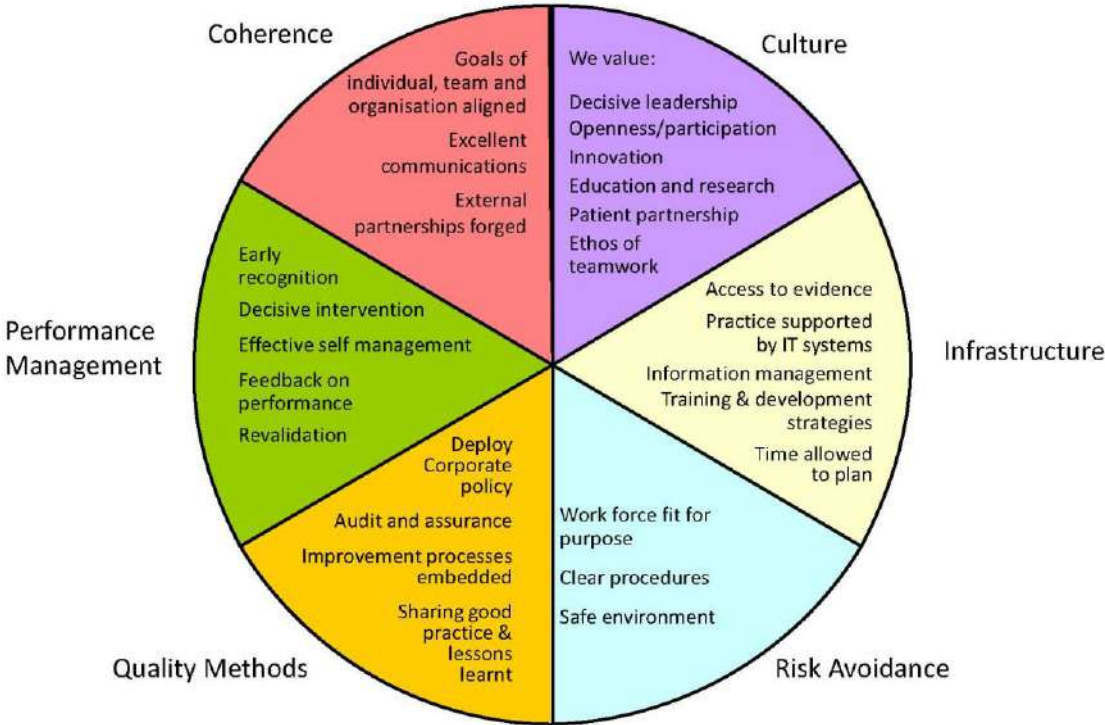 Coherence
Goals of
individual, team and
organisation aligned
Excellent
communications
External
partnerships forged
Culture
We value:
Decisive leadership
Openness/participation
Innovation
Education and research
Patient partnership
Ethos of
teamwork
Performance
Management
Early
recognition
Decisive intervention
Effective self management
Feedback on
performance
Revalidation
Infrastructure
Access to evidence
Practice supported
by IT systems
Information management
Training & development
strategies
Time allowed
to plan
Quality Methods
Deploy
Corporate
policy
Audit and assurance
Improvement processes
embedded
Sharing good
practice &
lessons
learnt
Risk Avoidance
Work force fit for
purpose
Clear procedures
Safe environment